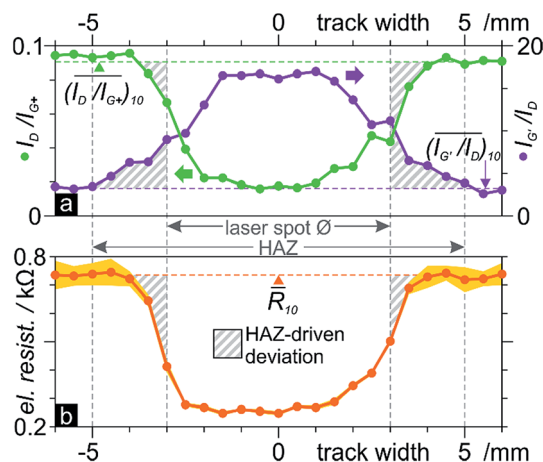 -5 0 track width 5 /mm
0.1 20
I_D/I_G+ (I_D/I_G+)_10 (I_G'/I_D)_10 I_G'/I_D
0 a 0
laser spot Ø
HAZ
0.8
el. resist. / kΩ R_10
HAZ-driven
deviation
0.2 b
-5 0 track width 5 /mm